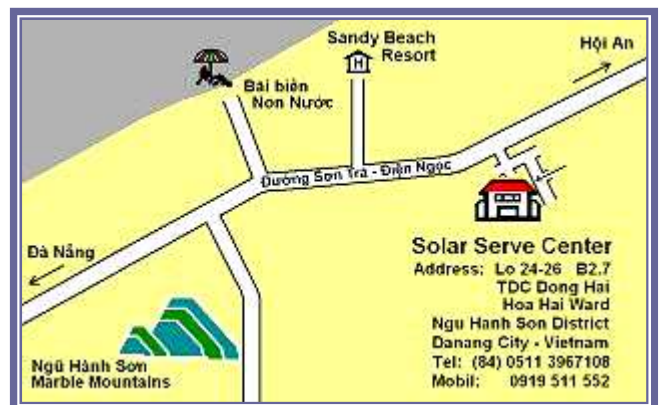 Sandy Beach
Resort
Hội An
Bãi biển
Non Nước
Đường Sơn Trà - Điện Ngọc
Đà Nẵng
Solar Serve Center
Address: Lo 24-26 B2.7
TDC Dong Hai
Hoa Hai Ward
Ngu Hanh Son District
Danang City - Vietnam
Tel: (84) 0511 3967108
Mobil: 0919 511 552
Ngũ Hành Sơn
Marble Mountains
H